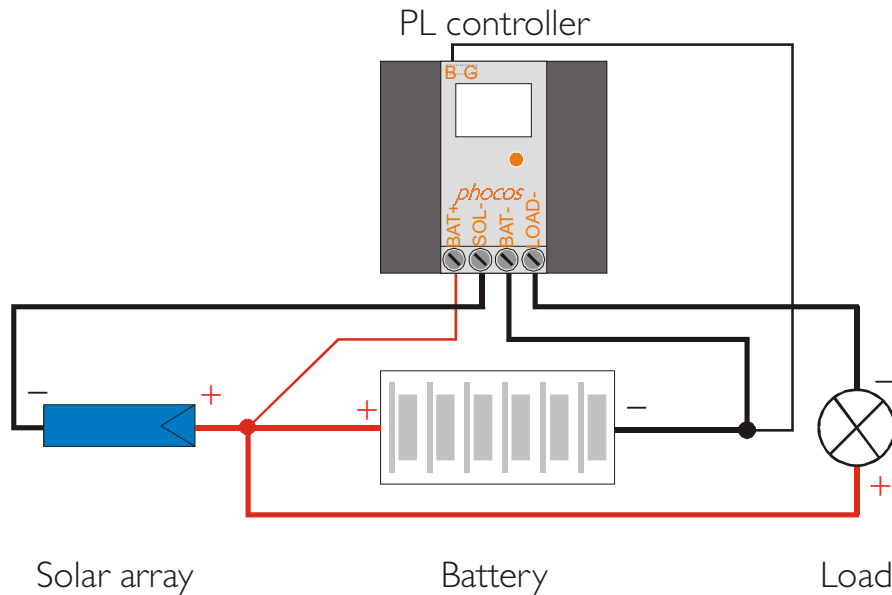 PL controller
B G
phocos
BAT+
SOL-
BAT-
LOAD-
− + + − −
+
Solar array Battery Load